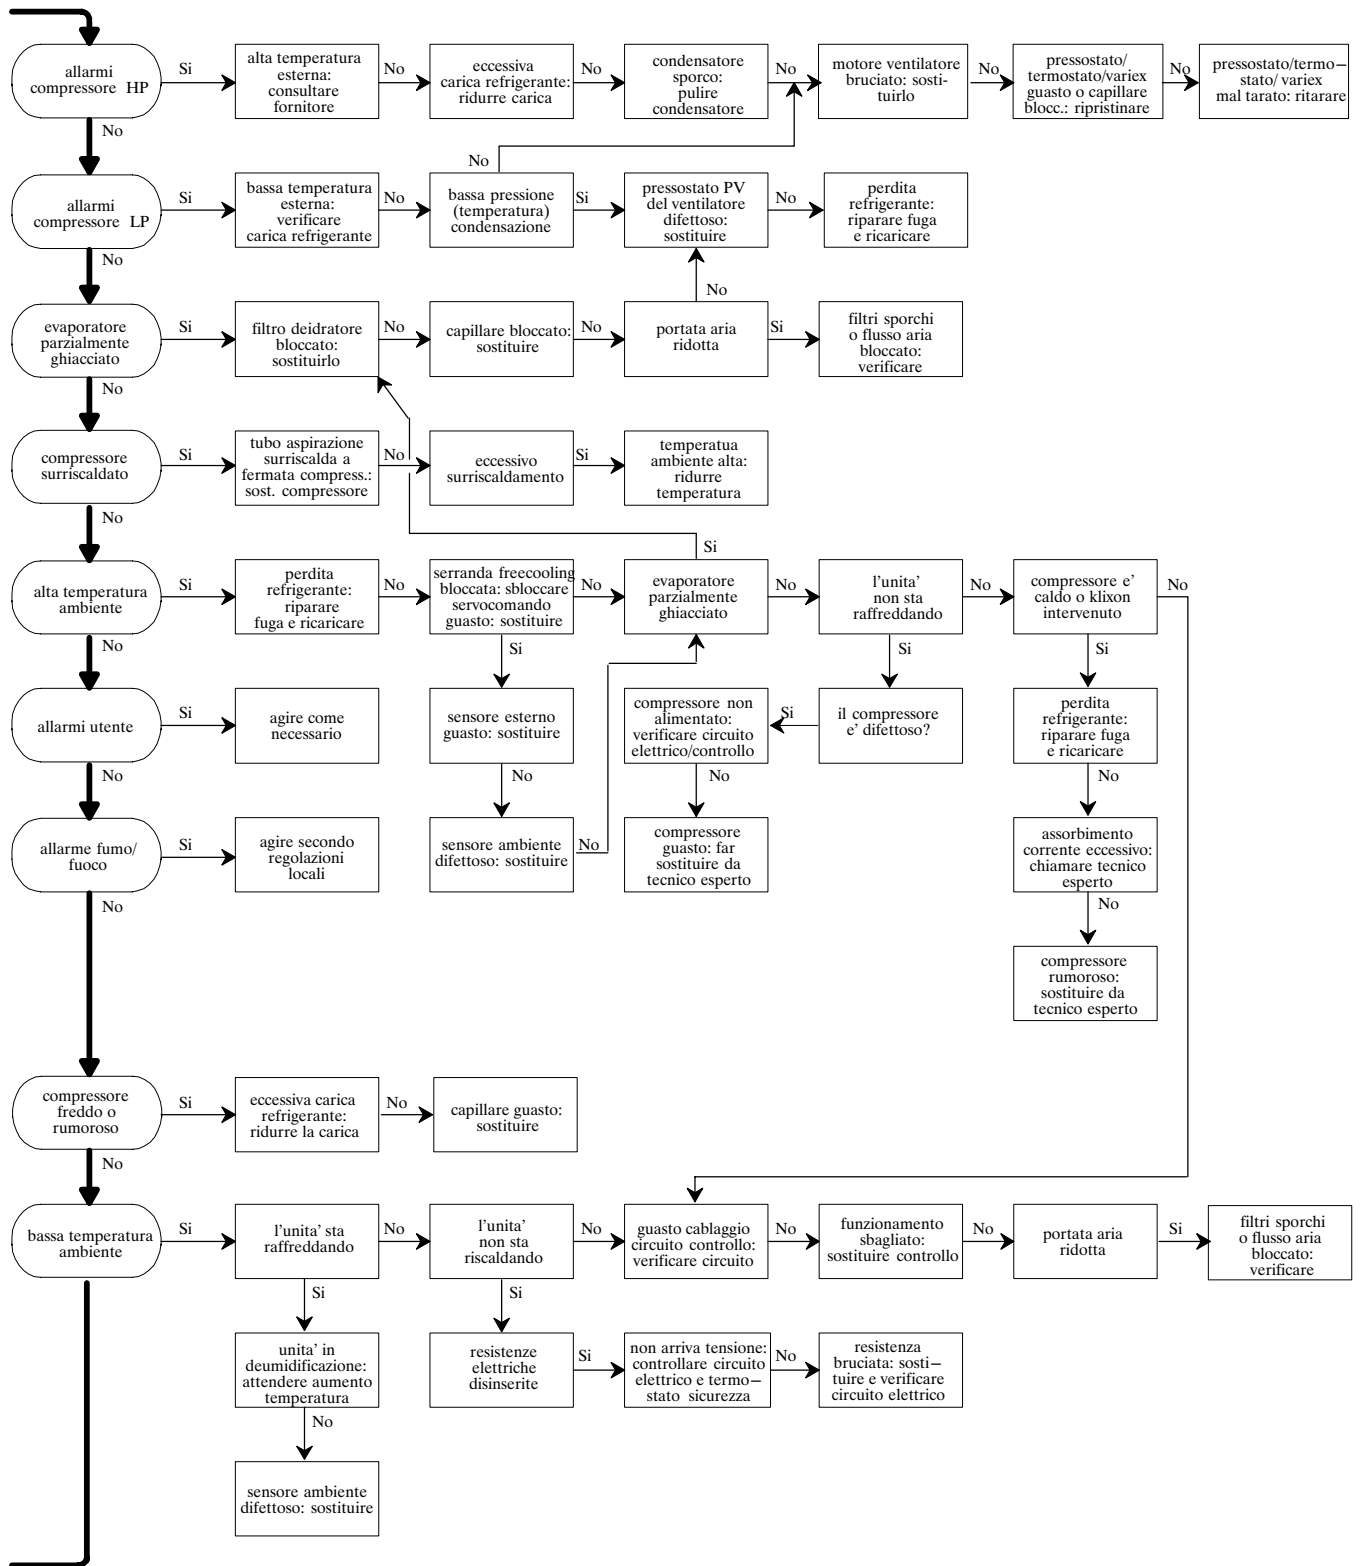 allarmi
compressore HP
Si
alta temperatura
esterna:
consultare
fornitore
No
eccessiva
carica refrigerante:
ridurre carica
No
condensatore
sporco:
pulire
condensatore
No
motore ventilatore
bruciato: sosti-
tuirlo
No
pressostato/
termostato/variex
guasto o capillare
blocc.: ripristinare
No
pressostato/termo-
stato/ variex
mal tarato: ritarare
No
No
allarmi
compressore LP
Si
bassa temperatura
esterna:
verificare
carica refrigerante
No
bassa pressione
(temperatura)
condensazione
Si
pressostato PV
del ventilatore
difettoso:
sostituire
No
perdita
refrigerante:
riparare fuga
e ricaricare
No
No
evaporatore
parzialmente
ghiacciato
Si
filtro deidratore
bloccato:
sostituirlo
No
capillare bloccato:
sostituire
No
portata aria
ridotta
Si
filtri sporchi
o flusso aria
bloccato:
verificare
No
compressore
surriscaldato
Si
tubo aspirazione
surriscalda a
fermata compress.:
sost. compressore
No
eccessivo
surriscaldamento
Si
temperatua
ambiente alta:
ridurre
temperatura
No
Si
alta temperatura
ambiente
Si
perdita
refrigerante:
riparare
fuga e ricaricare
No
serranda freecooling
bloccata: sbloccare
servocomando
guasto: sostituire
No
evaporatore
parzialmente
ghiacciato
No
l'unita'
non sta
raffreddando
No
compressore e'
caldo o klixon
intervenuto
No
No
Si
Si
Si
allarmi utente
Si
agire come
necessario
sensore esterno
guasto: sostituire
compressore non
alimentato:
verificare circuito
elettrico/controllo
Si
il compressore
e' difettoso?
perdita
refrigerante:
riparare fuga
e ricaricare
No
No
No
No
allarme fumo/
fuoco
Si
agire secondo
regolazioni
locali
sensore ambiente
difettoso: sostituire
No
compressore
guasto: far
sostituire da
tecnico esperto
assorbimento
corrente eccessivo:
chiamare tecnico
esperto
No
No
compressore
rumoroso:
sostituire da
tecnico esperto
compressore
freddo o
rumoroso
Si
eccessiva carica
refrigerante:
ridurre la carica
No
capillare guasto:
sostituire
No
bassa temperatura
ambiente
Si
l'unita' sta
raffreddando
No
l'unita'
non sta
riscaldando
No
guasto cablaggio
circuito controllo:
verificare circuito
No
funzionamento
sbagliato:
sostituire controllo
No
portata aria
ridotta
Si
filtri sporchi
o flusso aria
bloccato:
verificare
Si
Si
unita' in
deumidificazione:
attendere aumento
temperatura
resistenze
elettriche
disinserite
Si
non arriva tensione:
controllare circuito
elettrico e termo-
stato sicurezza
No
resistenza
bruciata: sosti-
tuire e verificare
circuito elettrico
No
sensore ambiente
difettoso: sostituire